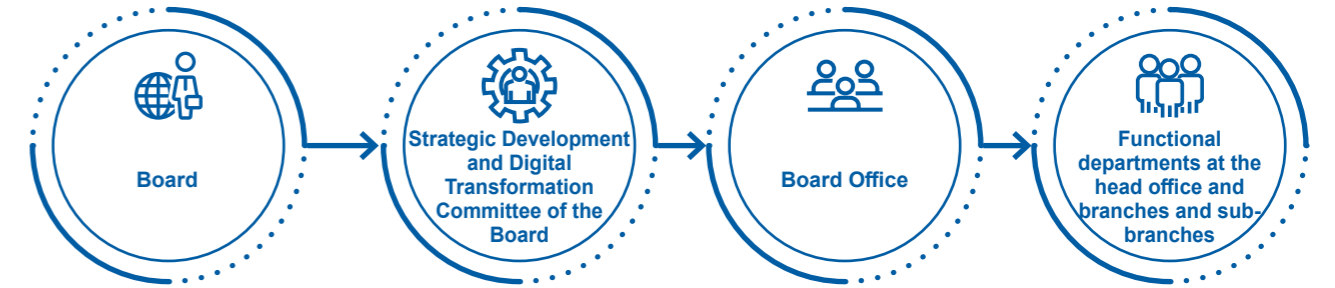 Board
Strategic Development
and Digital
Transformation
Committee of the
Board
Board Office
Functional
departments at the
head office and
branches and sub-
branches